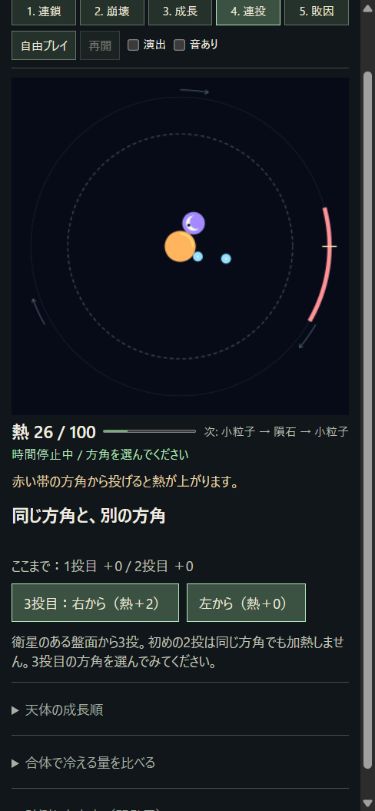 1. 連鎖 2. 崩壊 3. 成長 4. 連投 5. 敗因
自由プレイ 再開 演出 音あり
熱 26 / 100 次: 小粒子 → 隕石 → 小粒子
時間停止中 / 方角を選んでください
赤い帯の方角から投げると熱が上がります。
同じ方角と、別の方角
ここまで：1投目 +0 / 2投目 +0
3投目：右から（熱+2） 左から（熱+0）
衛星のある盤面から3投。初めの2投は同じ方角でも加熱しませ
ん。3投目の方角を選んでみてください。
▶ 天体の成長順
▶ 合体で冷える量を比べる